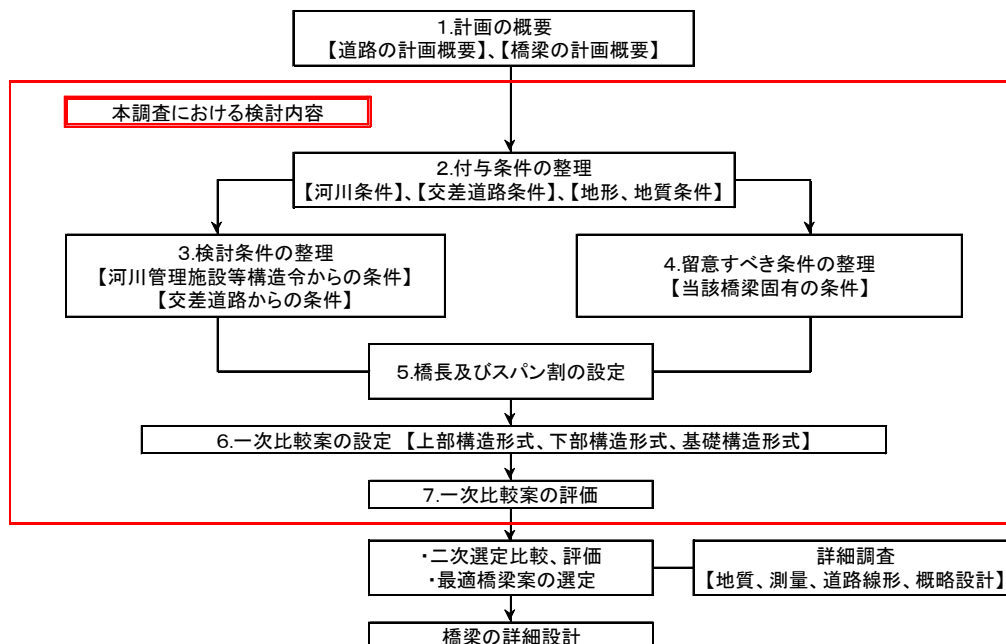 1.計画の概要
【道路の計画概要】、【橋梁の計画概要】
本調査における検討内容
2.付与条件の整理
【河川条件】、【交差道路条件】、【地形、地質条件】
3.検討条件の整理
【河川管理施設等構造令からの条件】
【交差道路からの条件】
4.留意すべき条件の整理
【当該橋梁固有の条件】
5.橋長及びスパン割の設定
6.一次比較案の設定 【上部構造形式、下部構造形式、基礎構造形式】
7.一次比較案の評価
・二次選定比較、評価
・最適橋梁案の選定
詳細調査
【地質、測量、道路線形、概略設計】
橋梁の詳細設計